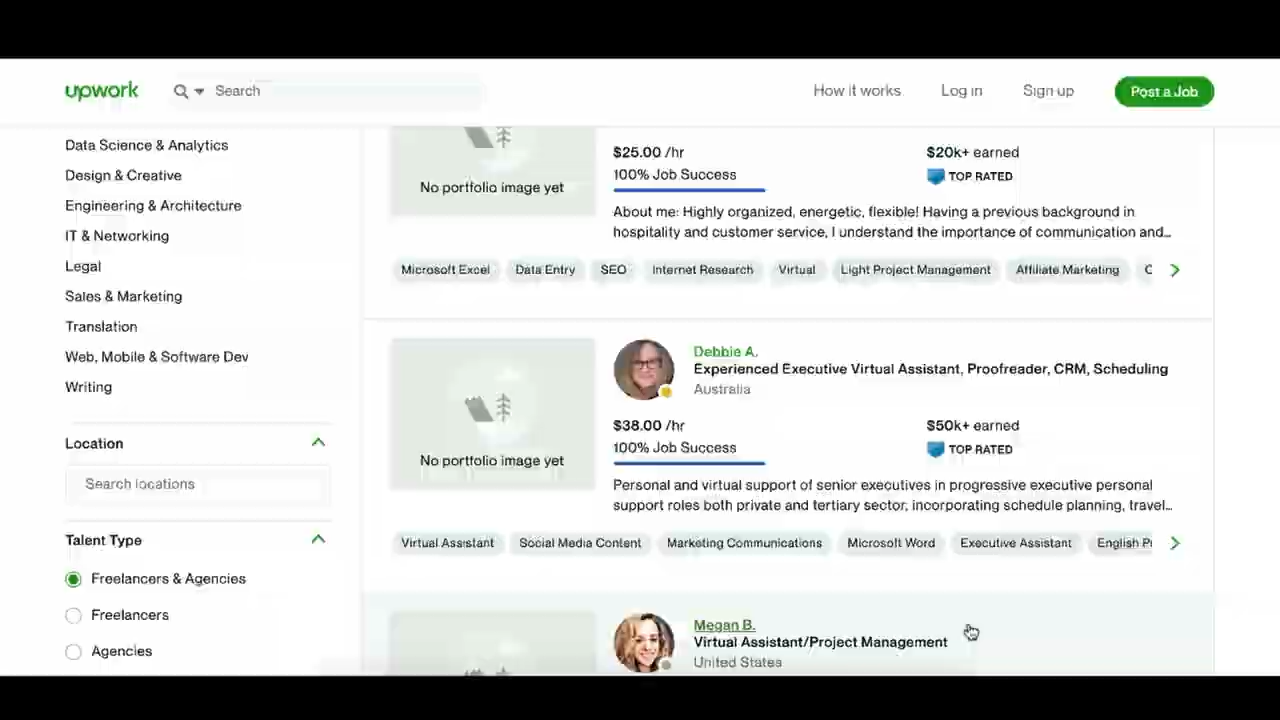 upwork
Search
How it works
Log in
Sign up
Post a Job
Data Science & Analytics
Design & Creative
Engineering & Architecture
IT & Networking
Legal
Sales & Marketing
Translation
Web, Mobile & Software Dev
Writing
Location
Search locations
Talent Type
Freelancers & Agencies
Freelancers
Agencies
No portfolio image yet
$25.00 /hr
$20k+ earned
100% Job Success
TOP RATED
About me: Highly organized, energetic, flexible! Having a previous background in
hospitality and customer service, I understand the importance of communication and...
Microsoft Excel
Data Entry
SEO
Internet Research
Virtual
Light Project Management
Affiliate Marketing
No portfolio image yet
Debbie A.
Experienced Executive Virtual Assistant, Proofreader, CRM, Scheduling
Australia
$38.00 /hr
$50k+ earned
100% Job Success
TOP RATED
Personal and virtual support of senior executives in progressive executive personal
support roles both private and tertiary sector; incorporating schedule planning, travel...
Virtual Assistant
Social Media Content
Marketing Communications
Microsoft Word
Executive Assistant
English
Megan B.
Virtual Assistant/Project Management
United States